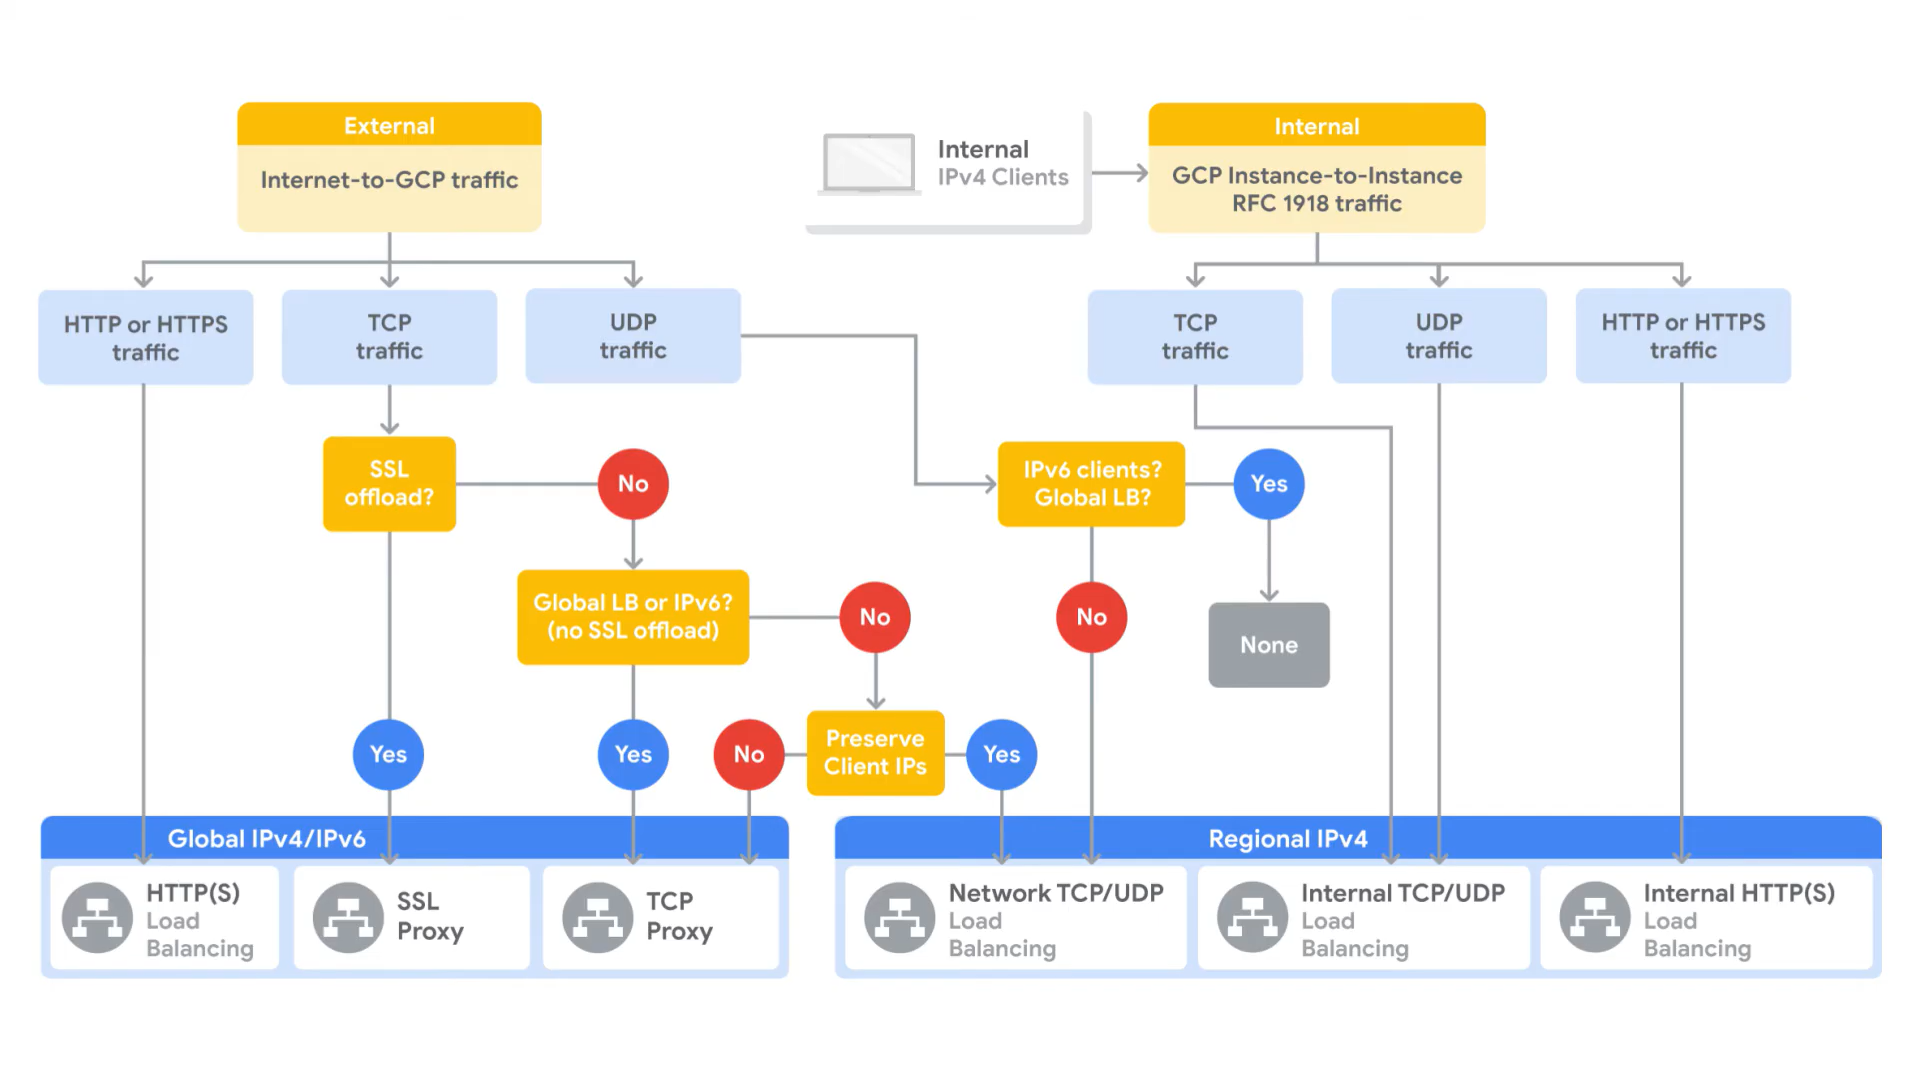 External
Internet-to-GCP traffic
Internal
IPv4 Clients
Internal
GCP Instance-to-Instance
RFC 1918 traffic
HTTP or HTTPS
traffic
TCP
traffic
UDP
traffic
TCP
traffic
UDP
traffic
HTTP or HTTPS
traffic
SSL
offload?
No
IPv6 clients?
Global LB?
Yes
Global LB or IPv6?
(no SSL offload)
No
No
None
Yes
Yes
No
Preserve
Client IPs
Yes
Global IPv4/IPv6
Regional IPv4
HTTP(S)
Load
Balancing
SSL
Proxy
TCP
Proxy
Network TCP/UDP
Load
Balancing
Internal TCP/UDP
Load
Balancing
Internal HTTP(S)
Load
Balancing